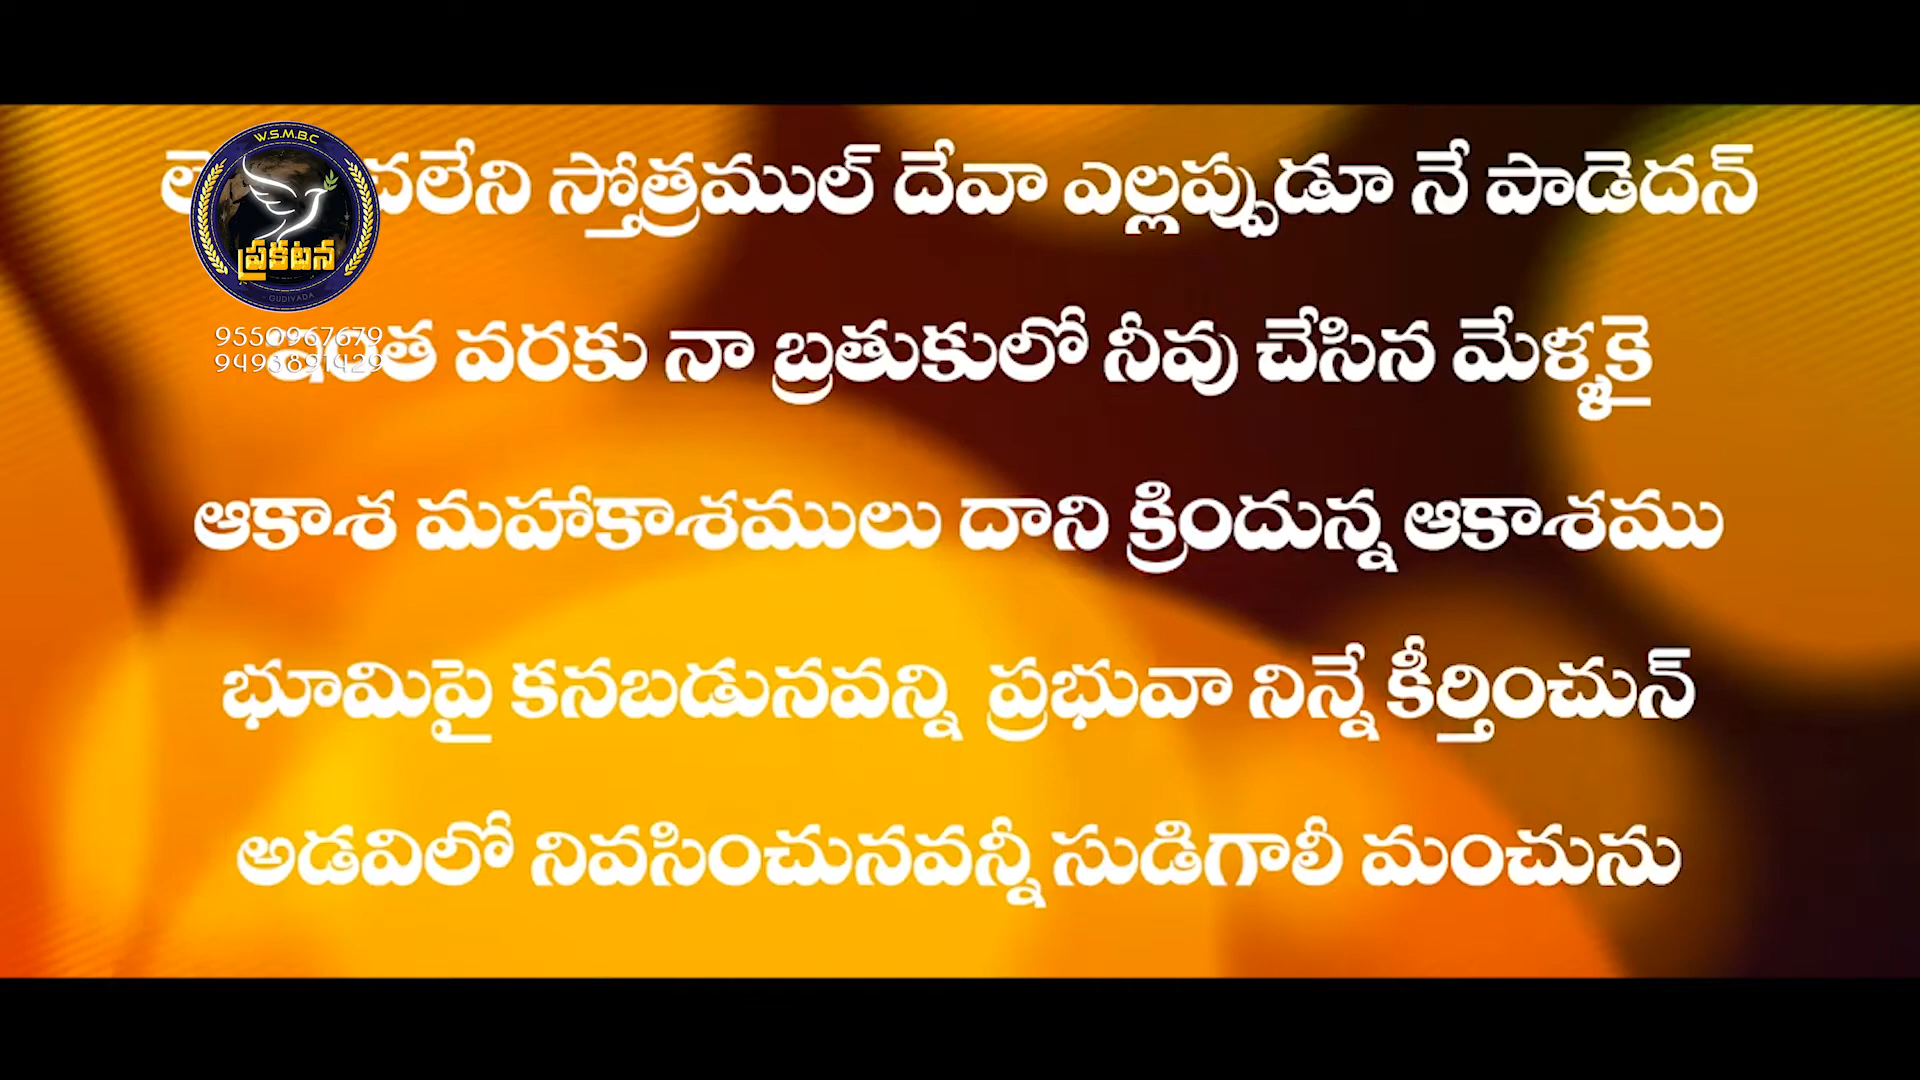 W.S.M.B.C
ప్రకటన
GUDIVADA
9550967679
9493891429
స్తోత్రముల్ దేవా ఎల్లప్పుడూ నే పాడెదన్
వరకు నా బ్రతుకులో నీవు చేసిన మేళ్ళకై
ఆకాశ మహాకాశములు దాని క్రిందున్న ఆకాశము
భూమిపై కనబడునవన్ని ప్రభువా నిన్నే కీర్తించున్
అడవిలో నివసించునవన్నీ సుడిగాలీ మంచును